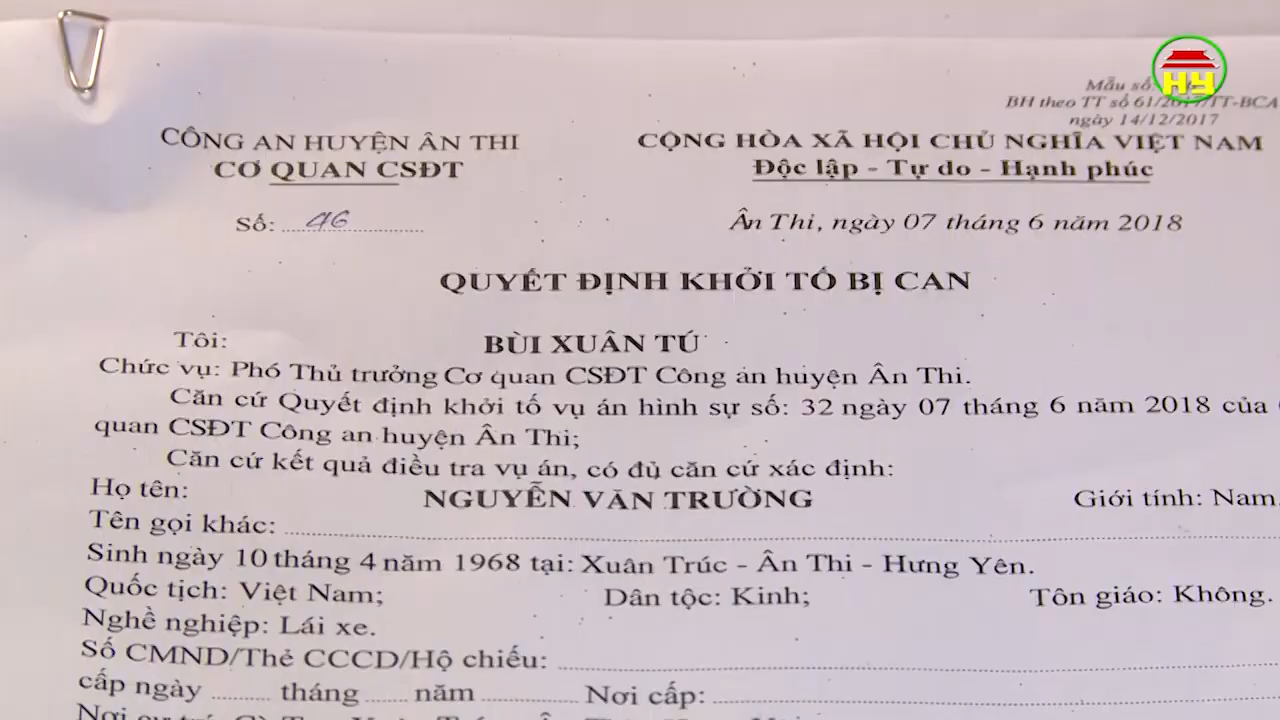 HY
Mẫu số:
BH theo TT số 61/2017/TT-BCA
ngày 14/12/2017
CÔNG AN HUYỆN ÂN THI
CỘNG HÒA XÃ HỘI CHỦ NGHĨA VIỆT NAM
CƠ QUAN CSĐT
Độc lập - Tự do - Hạnh phúc
Số: 46
Ân Thi, ngày 07 tháng 6 năm 2018
QUYẾT ĐỊNH KHỞI TỐ BỊ CAN
Tôi: BÙI XUÂN TÚ
Chức vụ: Phó Thủ trưởng Cơ quan CSĐT Công an huyện Ân Thi.
Căn cứ Quyết định khởi tố vụ án hình sự số: 32 ngày 07 tháng 6 năm 2018 của
quan CSĐT Công an huyện Ân Thi;
Căn cứ kết quả điều tra vụ án, có đủ căn cứ xác định:
Họ tên: NGUYỄN VĂN TRƯỜNG Giới tính: Nam.
Tên gọi khác:
Sinh ngày 10 tháng 4 năm 1968 tại: Xuân Trúc - Ân Thi - Hưng Yên.
Quốc tịch: Việt Nam; Dân tộc: Kinh; Tôn giáo: Không.
Nghề nghiệp: Lái xe.
Số CMND/Thẻ CCCD/Hộ chiếu:
cấp ngày ........ tháng ..... năm .......... Nơi cấp: